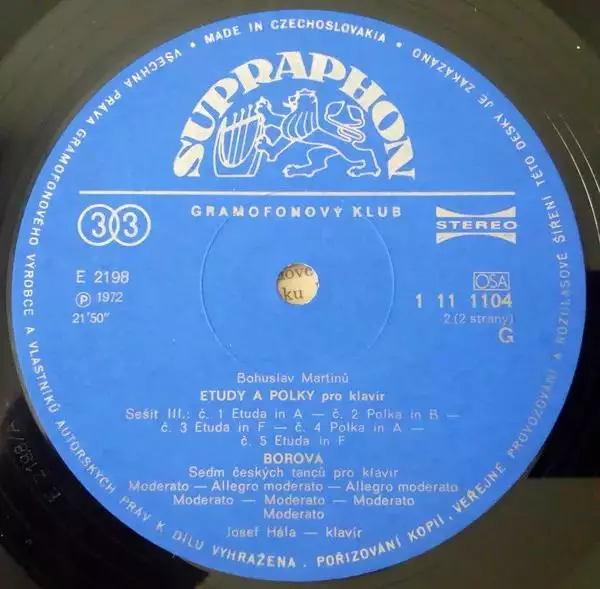 • MADE IN CZECHOSLOVAKIA •
VŠECHNA PRÁVA GRAMOFONOVÉHO VÝROBCE A VLASTNÍKŮ AUTORSKÝCH PRÁV K DÍLU VYHRAŽENA . POŘIZOVÁNÍ KOPIÍ, VEŘEJNÉ PROVOZOVÁNÍ A ROZHLASOVÉ ŠÍŘENÍ TÉTO DESKY JE ZAKÁZÁNO
SUPRAPHON
33
GRAMOFONOVÝ KLUB
STEREO
E 2198
Ⓟ 1972
21'50"
OSA
1 11 1104
2 (2 strany)
G
ku
Bohuslav Martinů
ETUDY A POLKY pro klavír
Sešit III.: č. 1 Etuda in A — č. 2 Polka in B —
č. 3 Etuda in F — č. 4 Polka in A —
č. 5 Etuda in F
BOROVA
Sedm českých tanců pro klavír
Moderato — Allegro moderato — Allegro moderato
Moderato — Moderato — Moderato
Moderato
Josef Hála — klavír
E 2198/A